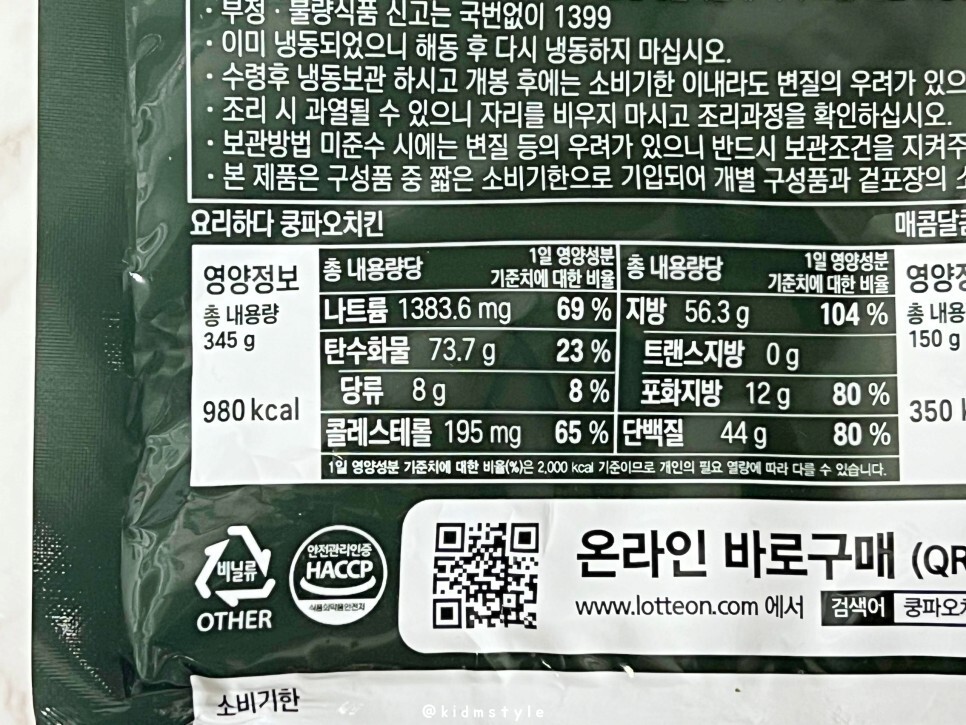 · 부정 · 불량식품 신고는 국번없이 1399
· 이미 냉동되었으니 해동 후 다시 냉동하지 마십시오.
· 수령후 냉동보관 하시고 개봉 후에는 소비기한 이내라도 변질의 우려가 있으
· 조리 시 과열될 수 있으니 자리를 비우지 마시고 조리과정을 확인하십시오.
· 보관방법 미준수 시에는 변질 등의 우려가 있으니 반드시 보관조건을 지켜주
· 본 제품은 구성품 중 짧은 소비기한으로 기입되어 개별 구성품과 겉포장의
요리하다 쿵파오치킨
매콤달콤
영양정보
총 내용량
345 g
980 kcal
총 내용량당 1일 영양성분 기준치에 대한 비율
나트륨 1383.6 mg 69 %
탄수화물 73.7 g 23 %
당류 8 g 8 %
콜레스테롤 195 mg 65 %
총 내용량당 1일 영양성분 기준치에 대한 비율
지방 56.3 g 104 %
트랜스지방 0 g
포화지방 12 g 80 %
단백질 44 g 80 %
1일 영양성분 기준치에 대한 비율(%)은 2,000 kcal 기준이므로 개인의 필요 열량에 따라 다를 수 있습니다.
영양정
총 내용
150 g
350 k
비닐류
OTHER
안전관리인증
HACCP
식품의약품안전처
온라인 바로구매 (QR
www.lotteon.com 에서 검색어 쿵파오치
소비기한
@kidmstyle